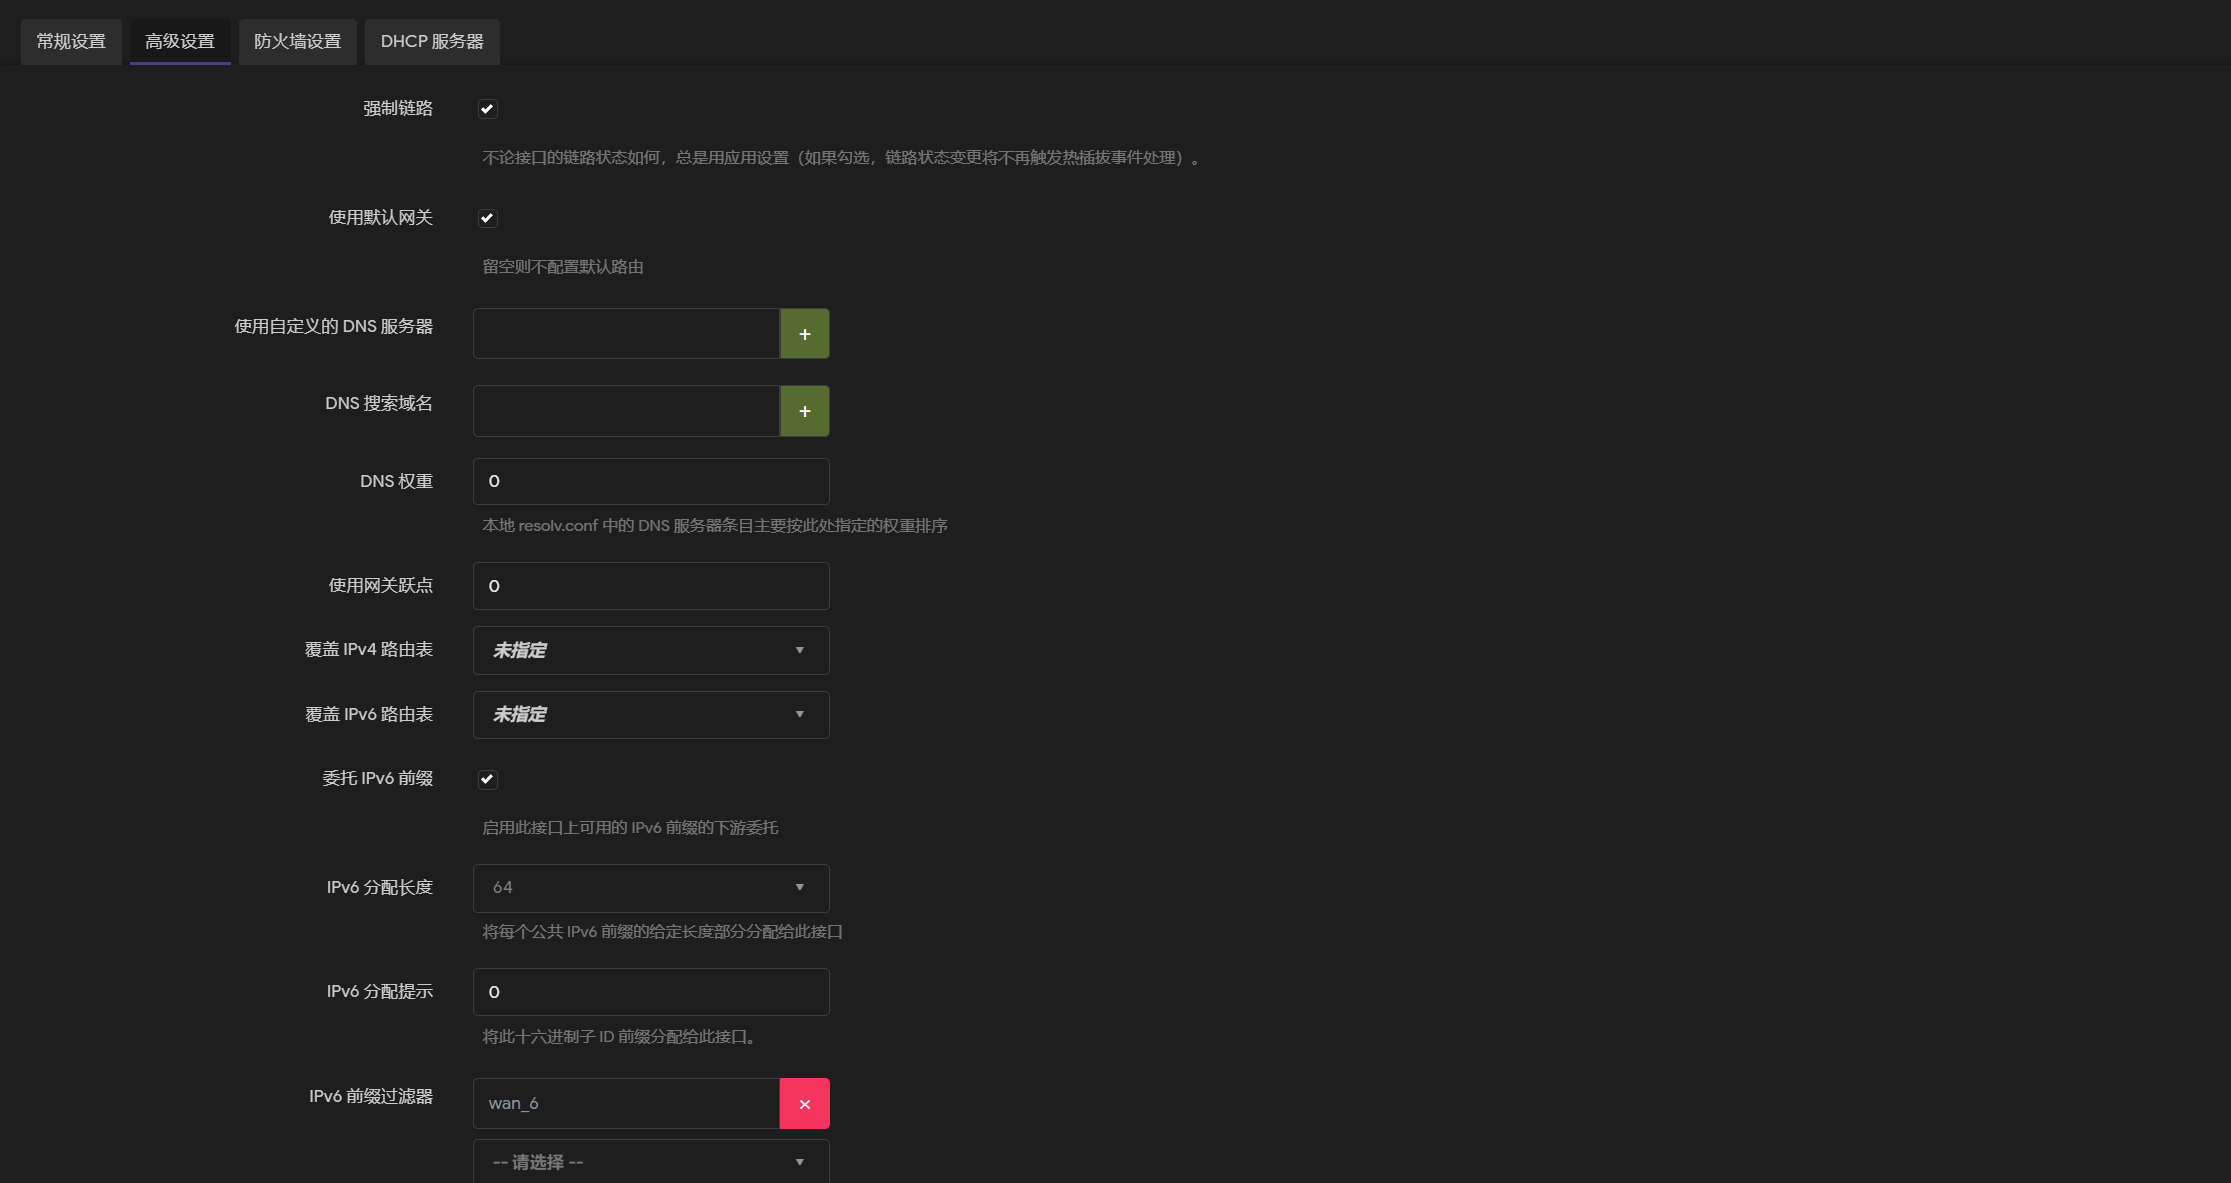 常规设置 高级设置 防火墙设置 DHCP 服务器
强制链路
不论接口的链路状态如何，总是用应用设置（如果勾选，链路状态变更将不再触发热插拔事件处理）。
使用默认网关
留空则不配置默认路由
使用自定义的 DNS 服务器 +
DNS 搜索域名 +
DNS 权重 0
本地 resolv.conf 中的 DNS 服务器条目主要按此处指定的权重排序
使用网关跃点 0
覆盖 IPv4 路由表 未指定
覆盖 IPv6 路由表 未指定
委托 IPv6 前缀
启用此接口上可用的 IPv6 前缀的下游委托
IPv6 分配长度 64
将每个公共 IPv6 前缀的给定长度部分分配给此接口
IPv6 分配提示 0
将此十六进制子 ID 前缀分配给此接口。
IPv6 前缀过滤器 wan_6 ×
-- 请选择 --